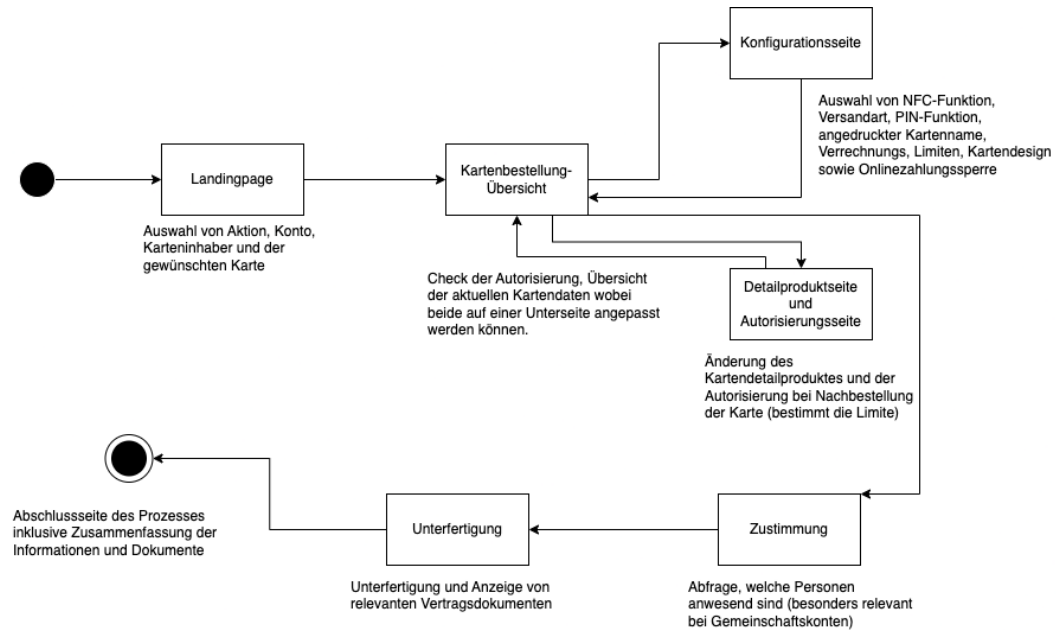 Konfigurationsseite
Auswahl von NFC-Funktion,
Versandart, PIN-Funktion,
angedruckter Kartenname,
Verrechnungs, Limiten, Kartendesign
sowie Onlinezahlungssperre
Landingpage
Auswahl von Aktion, Konto,
Karteninhaber und der
gewünschten Karte
Kartenbestellung-
Übersicht
Check der Autorisierung, Übersicht
der aktuellen Kartendaten wobei
beide auf einer Unterseite angepasst
werden können.
Detailproduktseite
und
Autorisierungsseite
Änderung des
Kartendetailproduktes und der
Autorisierung bei Nachbestellung
der Karte (bestimmt die Limite)
Abschlussseite des Prozesses
inklusive Zusammenfassung der
Informationen und Dokumente
Unterfertigung
Unterfertigung und Anzeige von
relevanten Vertragsdokumenten
Zustimmung
Abfrage, welche Personen
anwesend sind (besonders relevant
bei Gemeinschaftskonten)